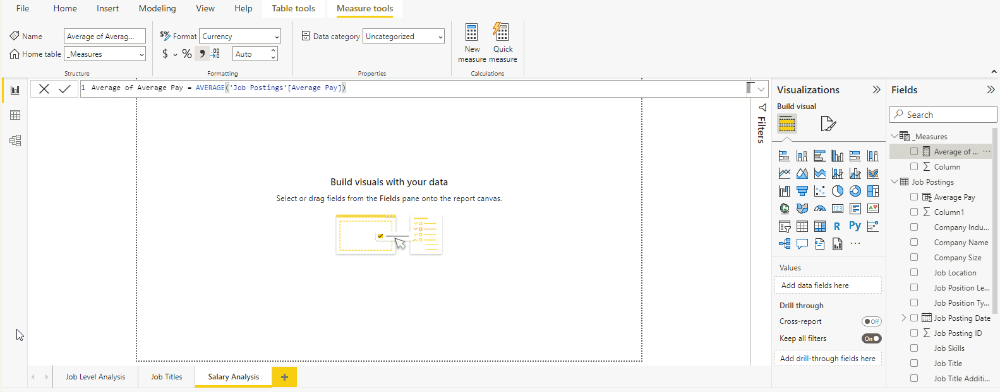 File Home Insert Modeling View Help Table tools Measure tools
Name Average of Averag...
Home table _Measures
Structure
$% Format Currency
$ % , .00 Auto
Formatting
Data category Uncategorized
Properties
New measure
Quick measure
Calculations
1 Average of Average Pay = AVERAGE('Job Postings'[Average Pay])
Build visuals with your data
Select or drag fields from the Fields pane onto the report canvas.
Filters
Visualizations
Build visual
123
R Py
...
Values
Add data fields here
Drill through
Cross-report Off
Keep all filters On
Add drill-through fields here
Fields
Search
_Measures
Average of ... ...
Column
Job Postings
Average Pay
Column1
Company Indu...
Company Name
Company Size
Job Location
Job Position Le...
Job Position Ty...
Job Posting Date
Job Posting ID
Job Skills
Job Title
Job Title Additi...
Job Level Analysis Job Titles Salary Analysis +